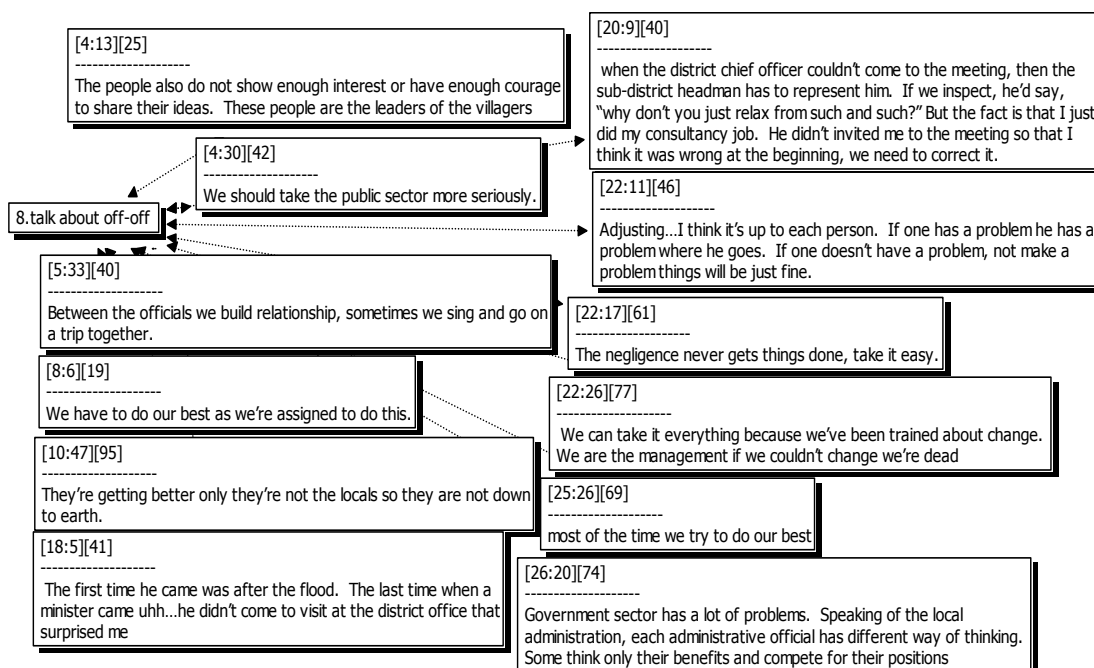 [4:13][25]
--------------------
The people also do not show enough interest or have enough courage
to share their ideas.  These people are the leaders of the villagers
[4:30][42]
--------------------
We should take the public sector more seriously.
8.talk about off-off
[5:33][40]
--------------------
Between the officials we build relationship, sometimes we sing and go on
a trip together.
[8:6][19]
--------------------
We have to do our best as we're assigned to do this.
[10:47][95]
--------------------
They're getting better only they're not the locals so they are not down
to earth.
[18:5][41]
--------------------
The first time he came was after the flood.  The last time when a
minister came uhh...he didn't come to visit at the district office that
surprised me
[20:9][40]
--------------------
when the district chief officer couldn't come to the meeting, then the
sub-district headman has to represent him.  If we inspect, he'd say,
"why don't you just relax from such and such?" But the fact is that I just
did my consultancy job.  He didn't invited me to the meeting so that I
think it was wrong at the beginning, we need to correct it.
[22:11][46]
--------------------
Adjusting...I think it's up to each person.  If one has a problem he has a
problem where he goes.  If one doesn't have a problem, not make a
problem things will be just fine.
[22:17][61]
--------------------
The negligence never gets things done, take it easy.
[22:26][77]
--------------------
We can take it everything because we've been trained about change.
We are the management if we couldn't change we're dead
[25:26][69]
--------------------
most of the time we try to do our best
[26:20][74]
--------------------
Government sector has a lot of problems.  Speaking of the local
administration, each administrative official has different way of thinking.
Some think only their benefits and compete for their positions